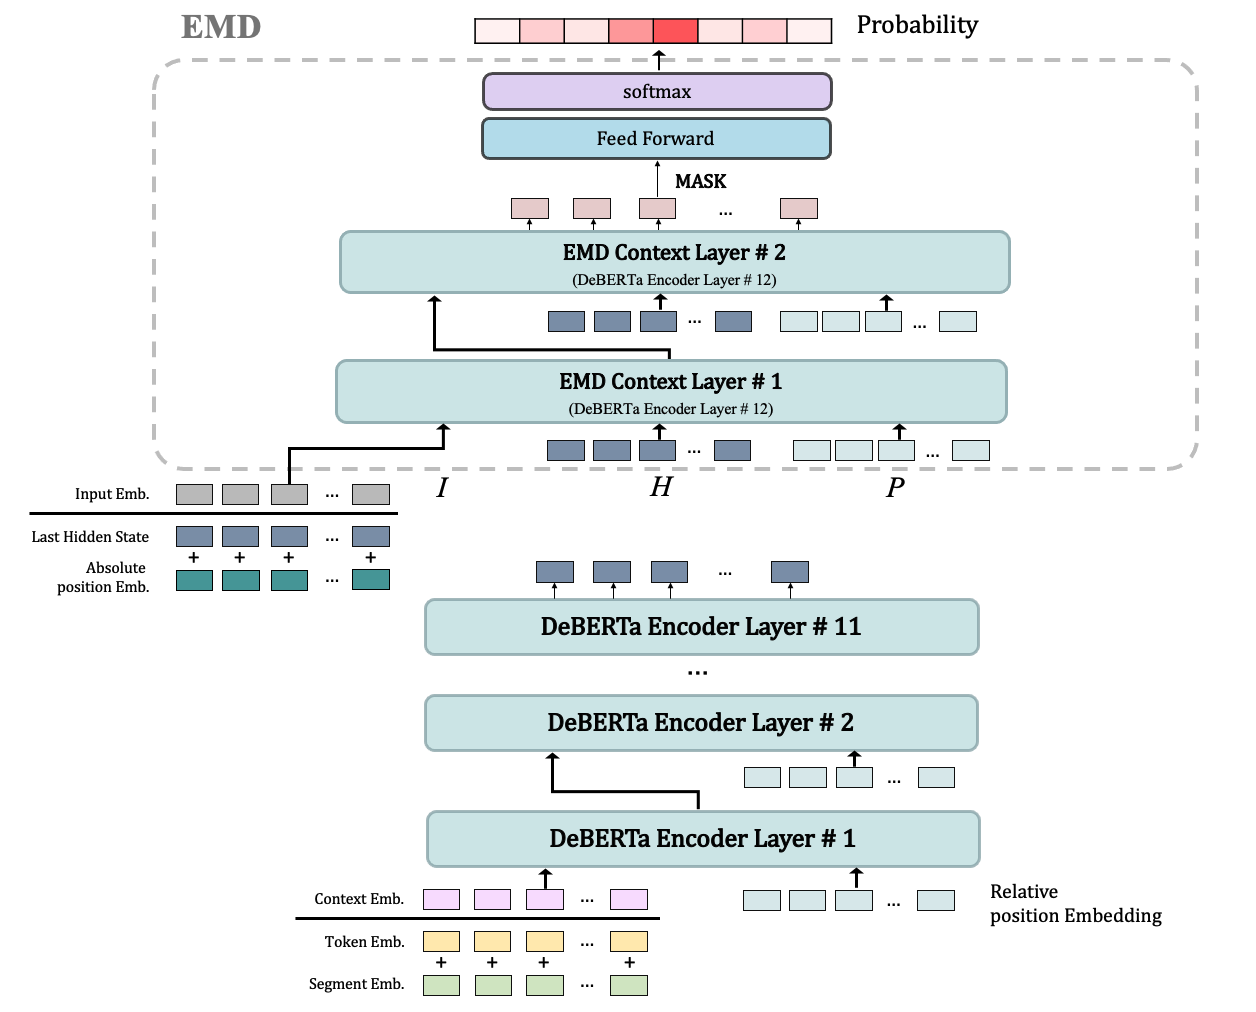 EMD
Probability
softmax
Feed Forward
MASK
...
EMD Context Layer # 2
(DeBERTa Encoder Layer # 12)
... ...
EMD Context Layer # 1
(DeBERTa Encoder Layer # 12)
... ...
I H P
Input Emb. ...
Last Hidden State ...
+ + + +
Absolute
position Emb. ...
...
DeBERTa Encoder Layer # 11
...
DeBERTa Encoder Layer # 2
...
DeBERTa Encoder Layer # 1
Context Emb. ... ...
Relative
position Embedding
Token Emb. ...
+ + + +
Segment Emb. ...